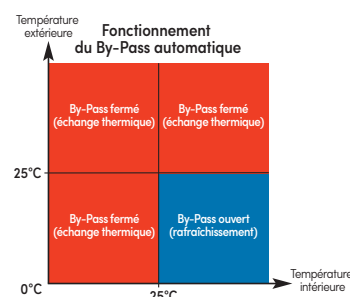 Température
extérieure
Fonctionnement
du By-Pass automatique
By-Pass fermé
(échange thermique)
By-Pass fermé
(échange thermique)
25°C
By-Pass fermé
(échange thermique)
By-Pass ouvert
(rafraîchissement)
0°C
25°C
Température
intérieure